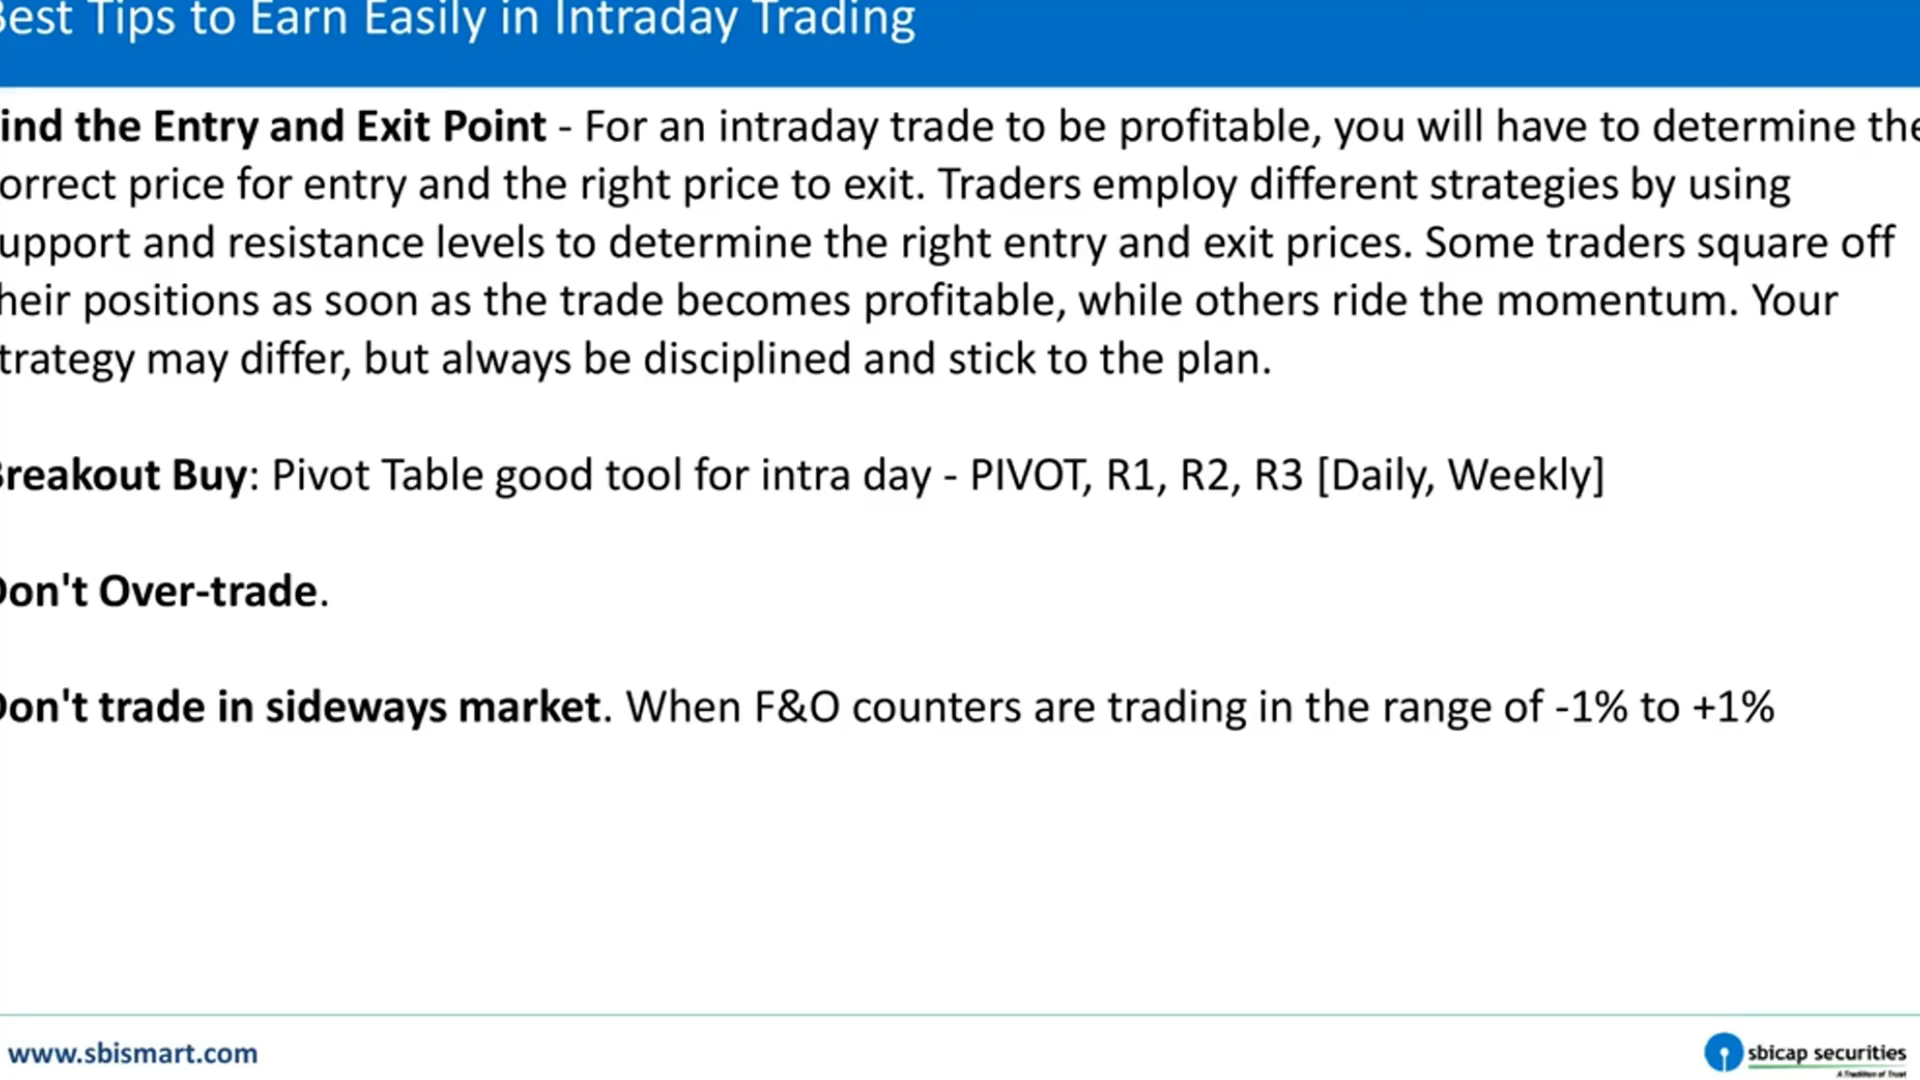 Best Tips to Earn Easily in Intraday Trading
ind the Entry and Exit Point - For an intraday trade to be profitable, you will have to determine the
orrect price for entry and the right price to exit. Traders employ different strategies by using
upport and resistance levels to determine the right entry and exit prices. Some traders square off
heir positions as soon as the trade becomes profitable, while others ride the momentum. Your
trategy may differ, but always be disciplined and stick to the plan.
Breakout Buy: Pivot Table good tool for intra day - PIVOT, R1, R2, R3 [Daily, Weekly]
Don't Over-trade.
Don't trade in sideways market. When F&O counters are trading in the range of -1% to +1%
www.sbismart.com
sbicap securities
A Tradition of Trust